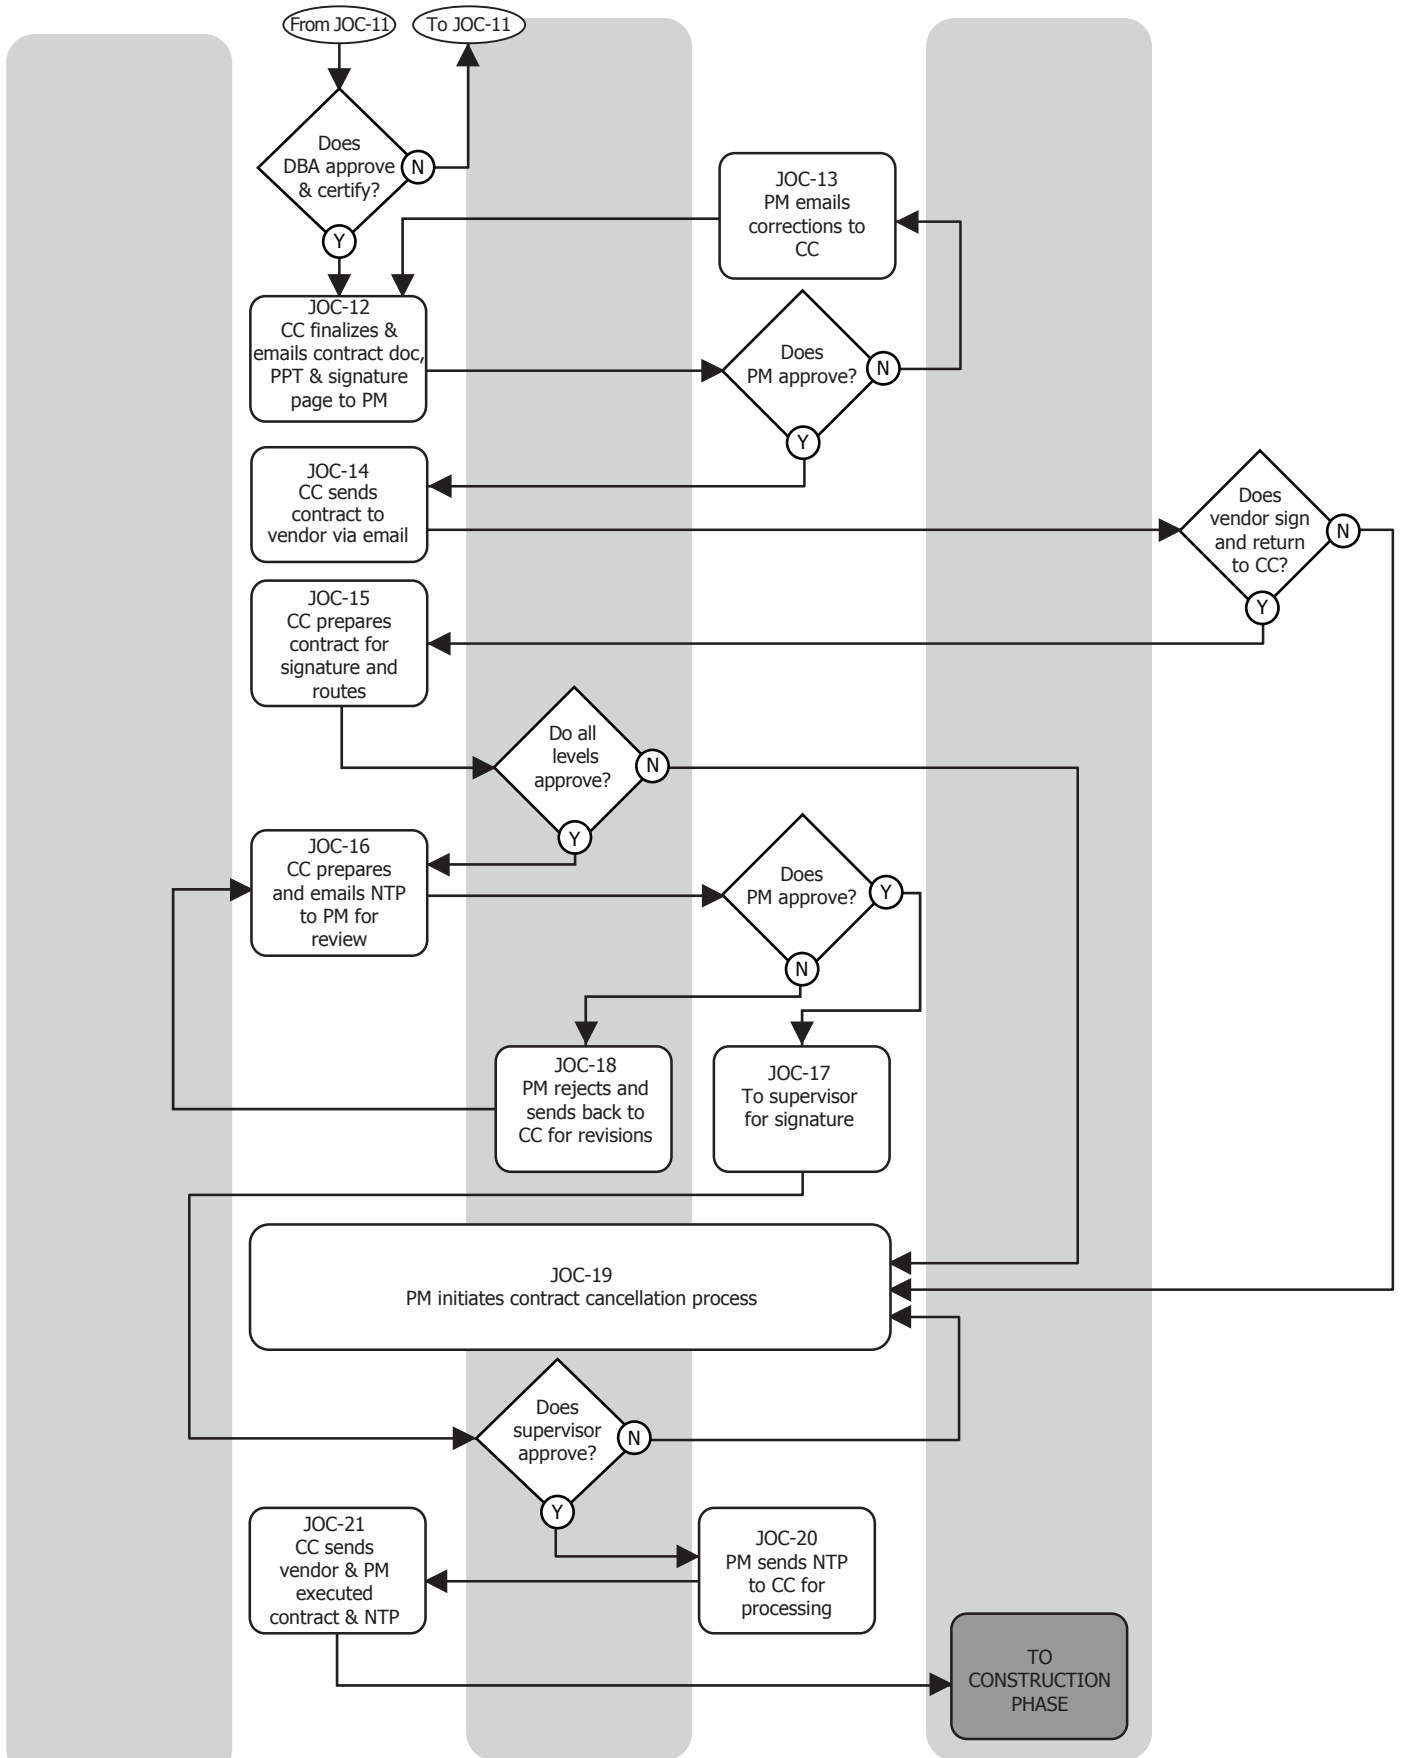 From JOC-11
To JOC-11
Does
DBA approve
& certify?
N
Y
JOC-13
PM emails
corrections to
CC
JOC-12
CC finalizes &
emails contract doc,
PPT & signature
page to PM
Does
PM approve?
N
Y
JOC-14
CC sends
contract to
vendor via email
Does
vendor sign
and return
to CC?
N
Y
JOC-15
CC prepares
contract for
signature and
routes
Do all
levels
approve?
N
Y
JOC-16
CC prepares
and emails NTP
to PM for
review
Does
PM approve?
Y
N
JOC-18
PM rejects and
sends back to
CC for revisions
JOC-17
To supervisor
for signature
JOC-19
PM initiates contract cancellation process
Does
supervisor
approve?
N
Y
JOC-21
CC sends
vendor & PM
executed
contract & NTP
JOC-20
PM sends NTP
to CC for
processing
TO
CONSTRUCTION
PHASE